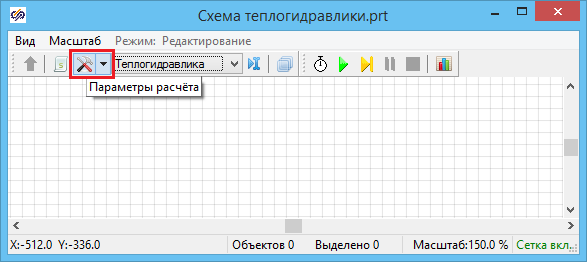 Схема теплогидравлики.prt
Вид Масштаб Режим: Редактирование
Теплогидравлика
Параметры расчёта
X:-512.0 Y:-336.0 Объектов 0 Выделено 0 Масштаб:150.0 % Сетка вкл.